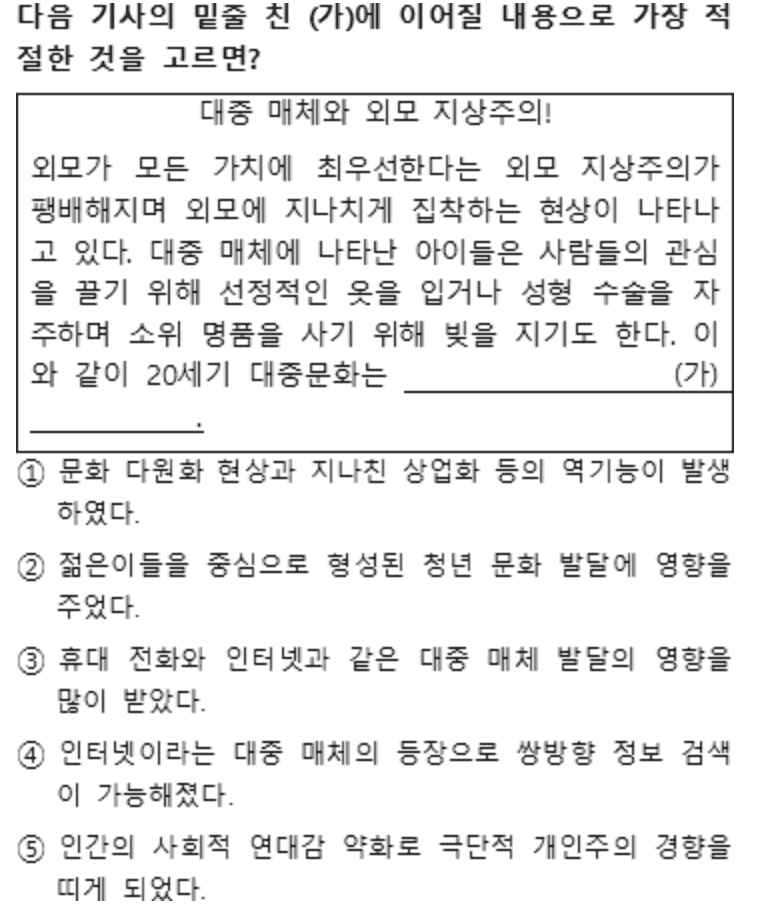 다음 기사의 밑줄 친 (가)에 이어질 내용으로 가장 적
절한 것을 고르면?
대중 매체와 외모 지상주의!
외모가 모든 가치에 최우선한다는 외모 지상주의가
팽배해지며 외모에 지나치게 집착하는 현상이 나타나
고 있다. 대중 매체에 나타난 아이들은 사람들의 관심
을 끌기 위해 선정적인 옷을 입거나 성형 수술을 자
주하며 소위 명품을 사기 위해 빚을 지기도 한다. 이
와 같이 20세기 대중문화는 (가)
.
① 문화 다원화 현상과 지나친 상업화 등의 역기능이 발생
하였다.
② 젊은이들을 중심으로 형성된 청년 문화 발달에 영향을
주었다.
③ 휴대 전화와 인터넷과 같은 대중 매체 발달의 영향을
많이 받았다.
④ 인터넷이라는 대중 매체의 등장으로 쌍방향 정보 검색
이 가능해졌다.
⑤ 인간의 사회적 연대감 약화로 극단적 개인주의 경향을
띠게 되었다.